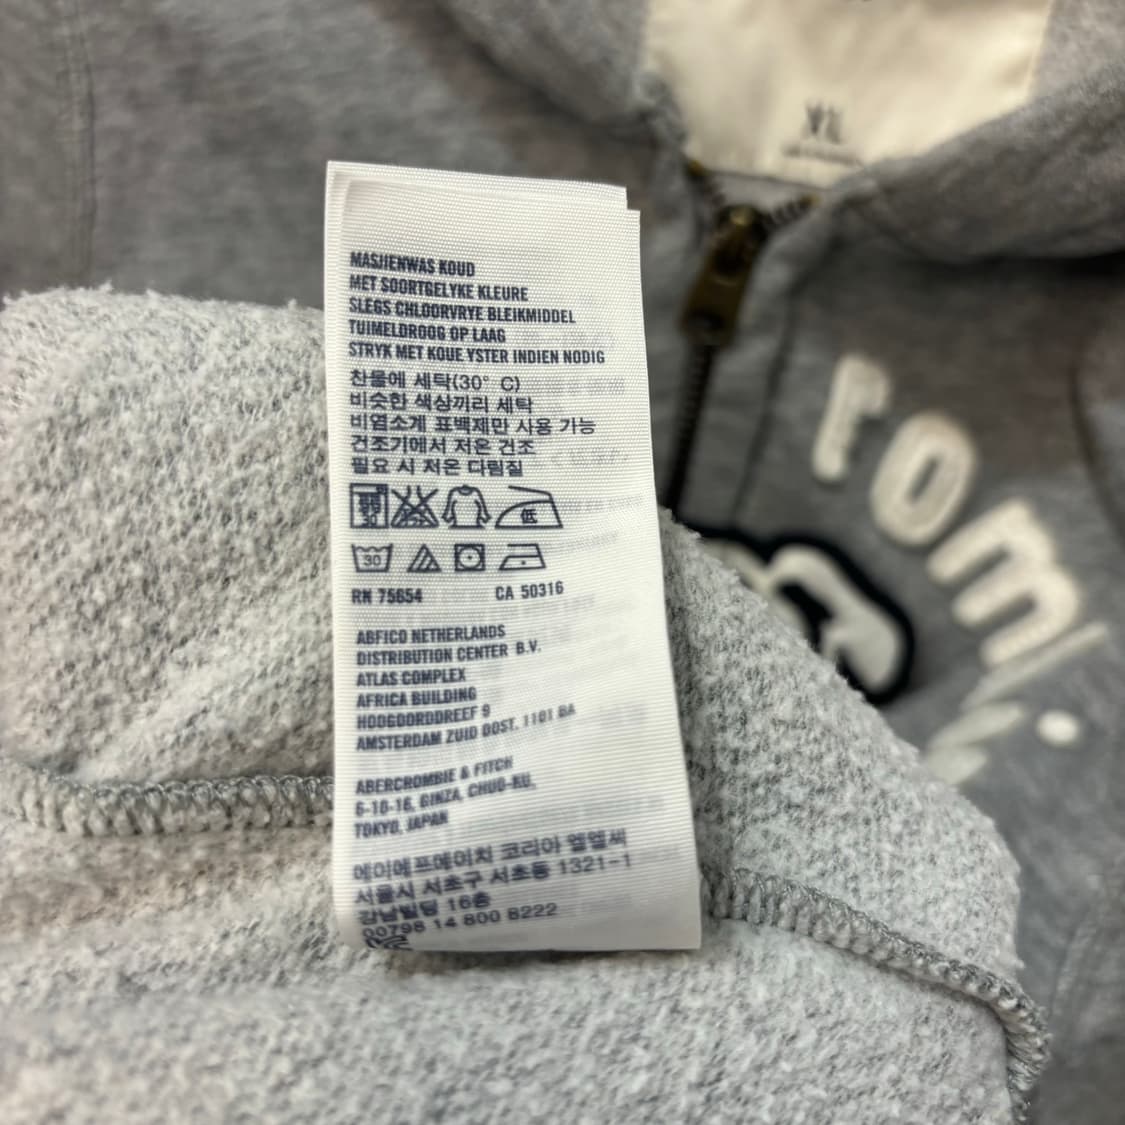 XL
MASJIENWAS KOUD
MET SOORTGELYKE KLEURE
SLEGS CHLOORVRYE BLEIKMIDDEL
TUIMELDROOG OP LAAG
STRYK MET KOUE YSTER INDIEN NODIG
찬물에 세탁(30° C)
비슷한 색상끼리 세탁
비염소계 표백제만 사용 가능
건조기에서 저온 건조
필요 시 저온 다림질
低
30
RN 75654 CA 50316
ABFICO NETHERLANDS
DISTRIBUTION CENTER B.V.
ATLAS COMPLEX
AFRICA BUILDING
HOOGOORDDREEF 9
AMSTERDAM ZUID OOST. 1101 BA
ABERCROMBIE & FITCH
6-10-16, GINZA, CHUO-KU,
TOKYO, JAPAN
에이에프에이치 코리아 엘엘씨
서울시 서초구 서초동 1321-1
강남빌딩 16층
00798 14 800 8222
rom